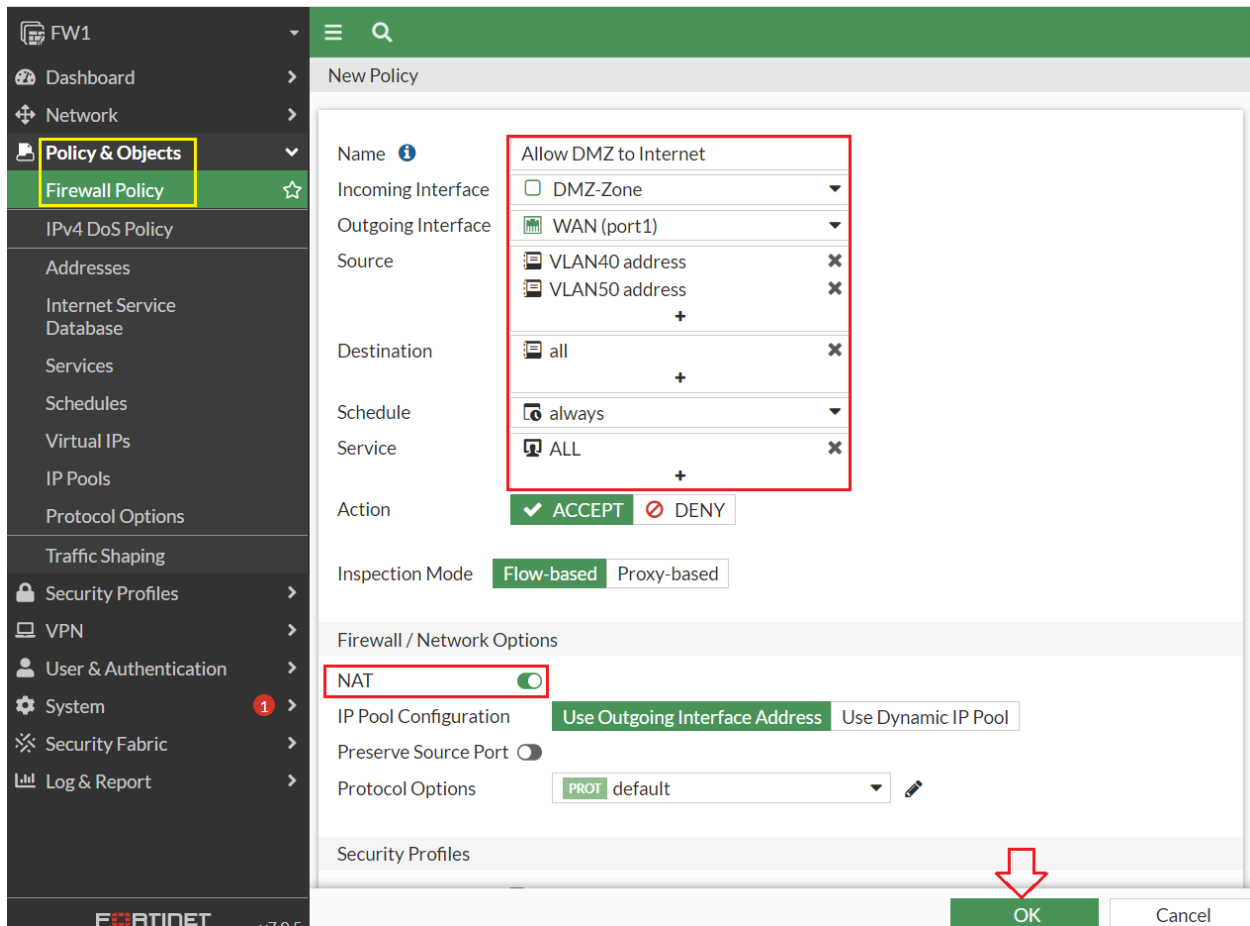 FW1
Dashboard
Network
Policy & Objects
Firewall Policy
IPv4 DoS Policy
Addresses
Internet Service
Database
Services
Schedules
Virtual IPs
IP Pools
Protocol Options
Traffic Shaping
Security Profiles
VPN
User & Authentication
System 1
Security Fabric
Log & Report
FORTINET
New Policy
Name Allow DMZ to Internet
Incoming Interface DMZ-Zone
Outgoing Interface WAN (port1)
Source VLAN40 address
VLAN50 address
+
Destination all
+
Schedule always
Service ALL
+
Action ACCEPT DENY
Inspection Mode Flow-based Proxy-based
Firewall / Network Options
NAT
IP Pool Configuration Use Outgoing Interface Address Use Dynamic IP Pool
Preserve Source Port
Protocol Options PROT default
Security Profiles
OK Cancel